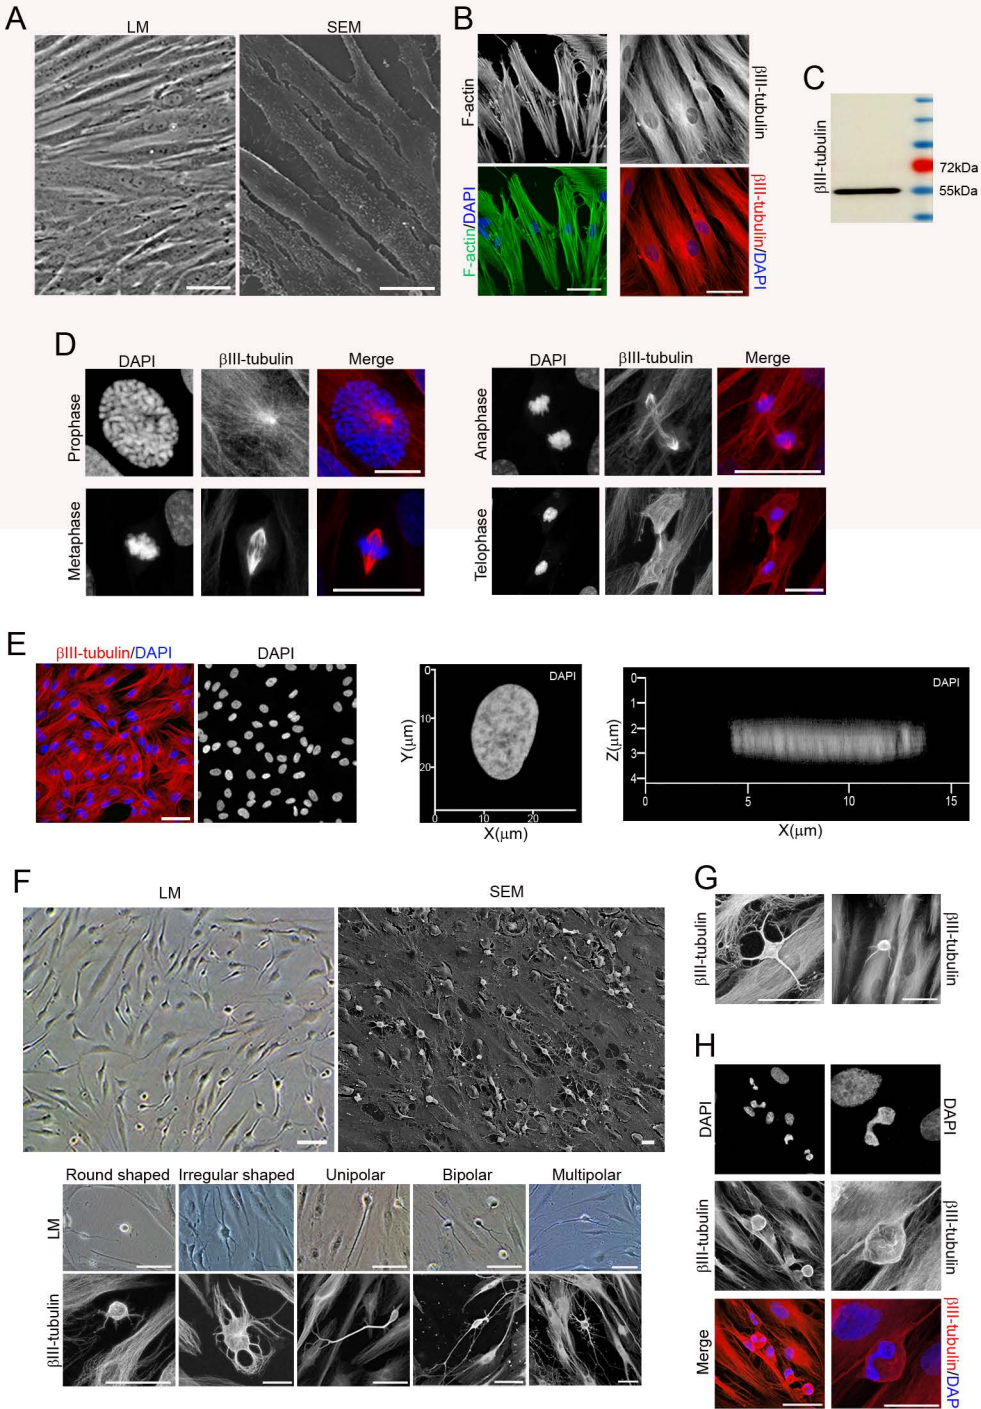 A
LM
SEM
B
F-actin
F-actin/DAPI
βIII-tubulin
βIII-tubulin/DAPI
C
βIII-tubulin
72kDa
55kDa
D
DAPI
βIII-tubulin
Merge
Prophase
Metaphase
DAPI
βIII-tubulin
Merge
Anaphase
Telophase
E
βIII-tubulin/DAPI
DAPI
DAPI
0
10
20
Y(μm)
0
10
20
X(μm)
DAPI
0
1
2
3
4
Z(μm)
0
5
10
15
X(μm)
F
LM
SEM
Round shaped
Irregular shaped
Unipolar
Bipolar
Multipolar
LM
βIII-tubulin
G
βIII-tubulin
βIII-tubulin
H
DAPI
DAPI
βIII-tubulin
βIII-tubulin
Merge
βIII-tubulin/DAP